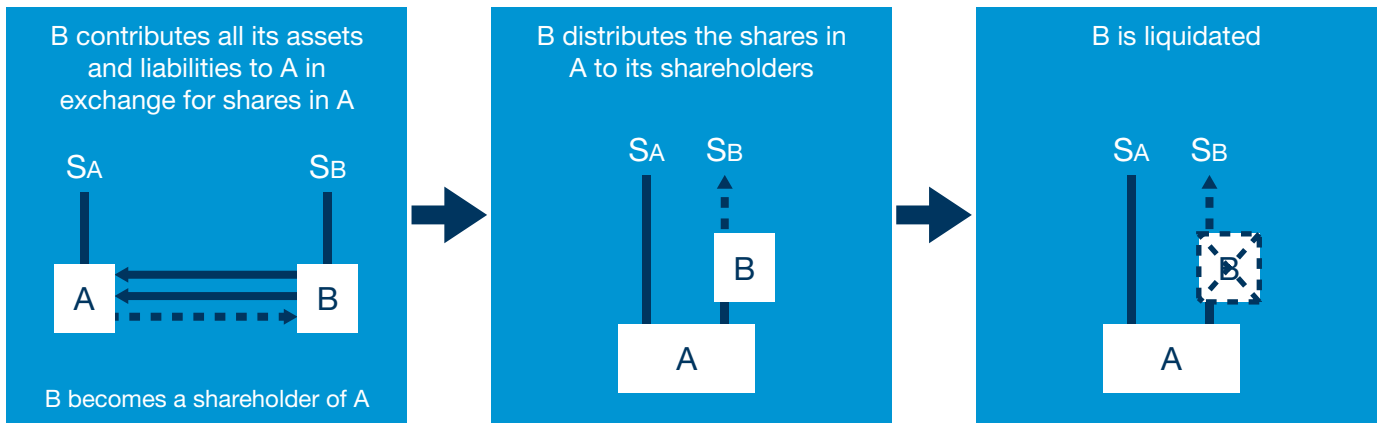 B contributes all its assets
and liabilities to A in
exchange for shares in A
SA SB
A B
B becomes a shareholder of A
B distributes the shares in
A to its shareholders
SA SB
B
A
B is liquidated
SA SB
B
A